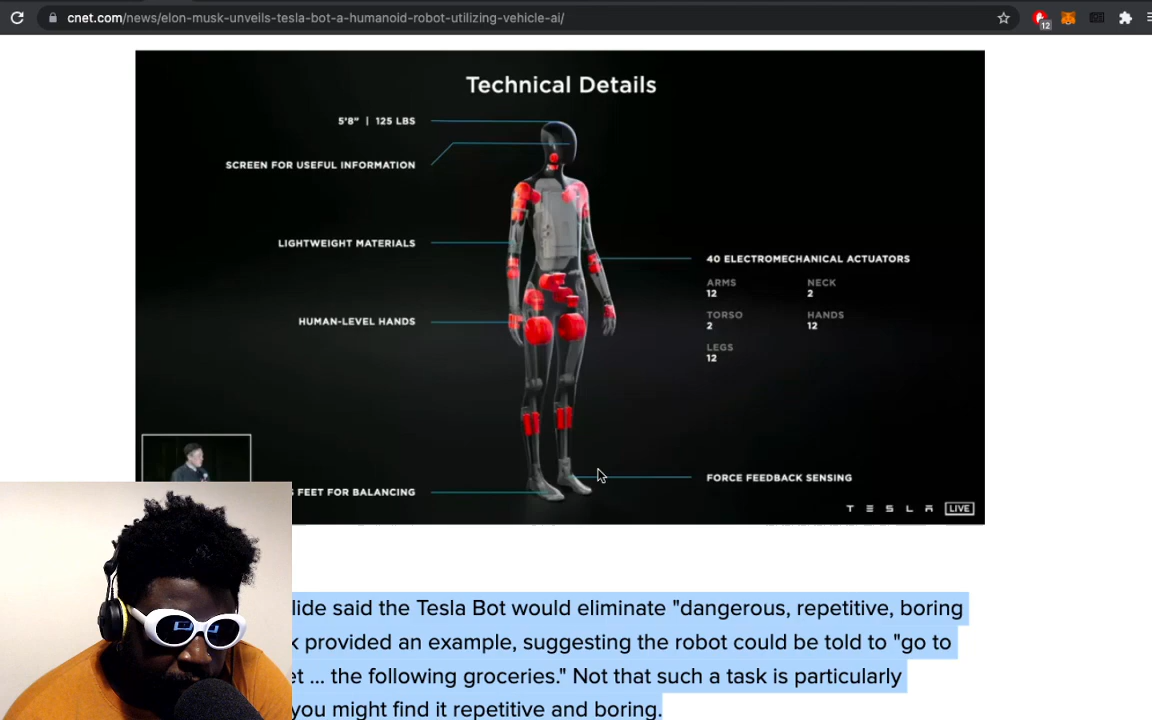 cnet.com/news/elon-musk-unveils-tesla-bot-a-humanoid-robot-utilizing-vehicle-ai/
12
Technical Details
5'8" | 125 LBS
SCREEN FOR USEFUL INFORMATION
LIGHTWEIGHT MATERIALS
HUMAN-LEVEL HANDS
FEET FOR BALANCING
40 ELECTROMECHANICAL ACTUATORS
ARMS
12
NECK
2
TORSO
2
HANDS
12
LEGS
12
FORCE FEEDBACK SENSING
TESLA LIVE
lide said the Tesla Bot would eliminate "dangerous, repetitive, boring
k provided an example, suggesting the robot could be told to "go to
et ... the following groceries." Not that such a task is particularly
you might find it repetitive and boring.